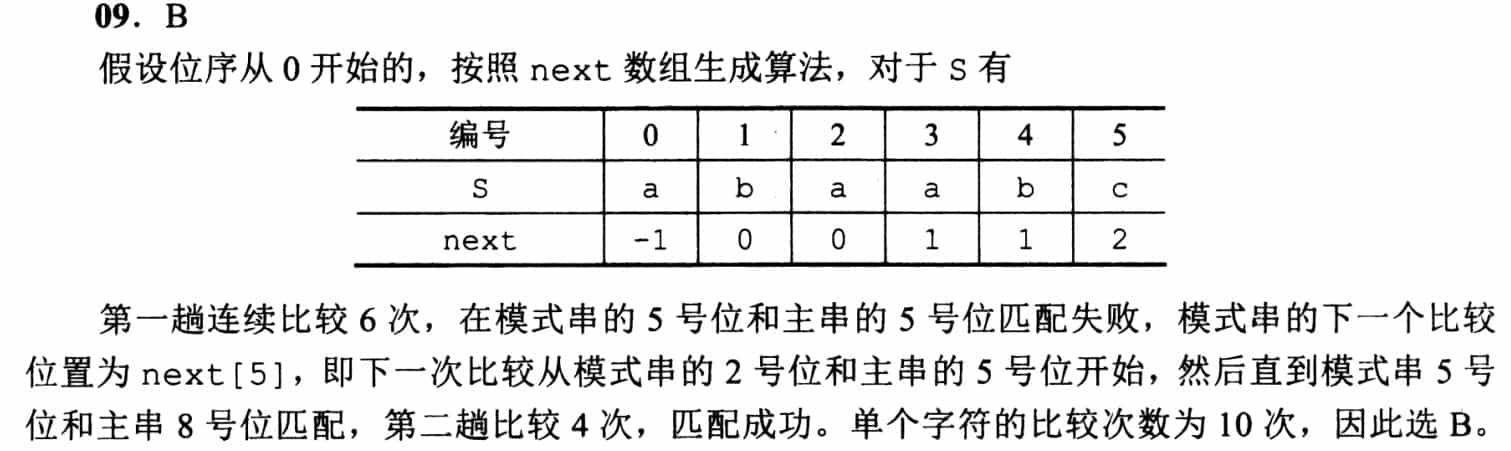 09. B
假设位序从 0 开始的，按照 next 数组生成算法，对于 S 有
编号 0 1 2 3 4 5
S a b a a b c
next -1 0 0 1 1 2
第一趟连续比较 6 次，在模式串的 5 号位和主串的 5 号位匹配失败，模式串的下一个比较
位置为 next[5]，即下一次比较从模式串的 2 号位和主串的 5 号位开始，然后直到模式串 5 号
位和主串 8 号位匹配，第二趟比较 4 次，匹配成功。单个字符的比较次数为 10 次，因此选 B。